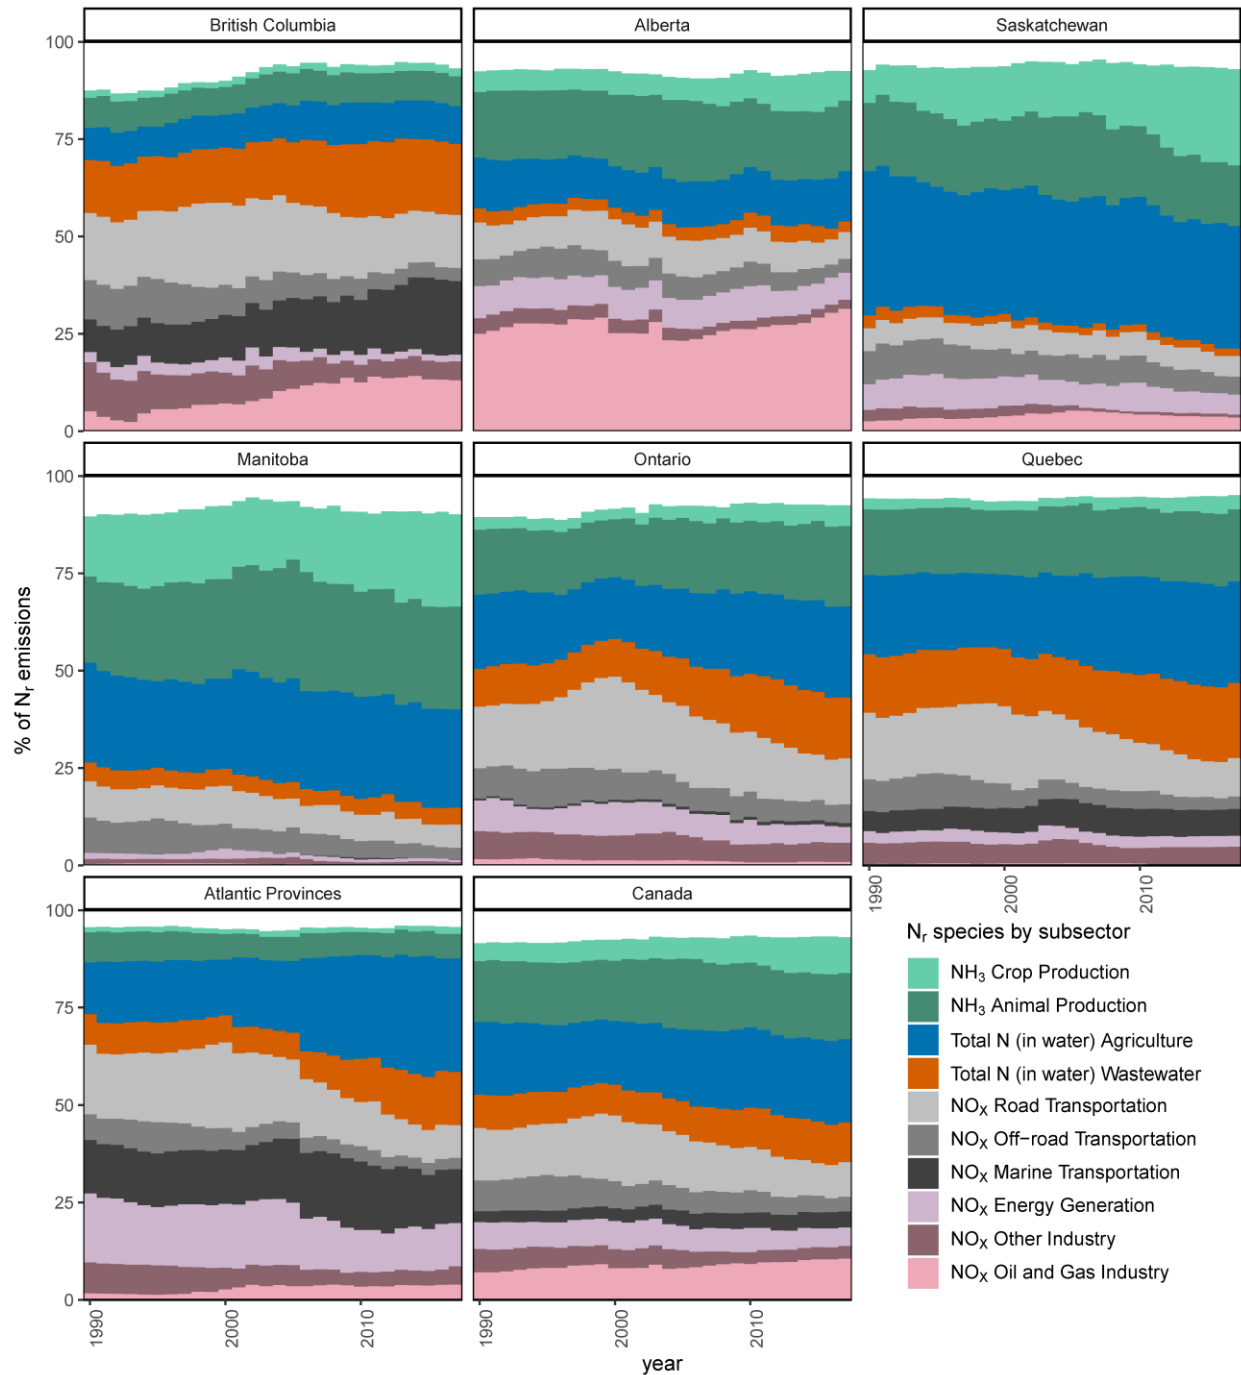 British Columbia
Alberta
Saskatchewan
100
75
50
25
0
Manitoba
Ontario
Quebec
100
75
50
25
0
% of Nr emissions
1990
2000
2010
Atlantic Provinces
Canada
100
75
50
25
0
1990
2000
2010
1990
2000
2010
year
Nr species by subsector
NH3 Crop Production
NH3 Animal Production
Total N (in water) Agriculture
Total N (in water) Wastewater
NOX Road Transportation
NOX Off−road Transportation
NOX Marine Transportation
NOX Energy Generation
NOX Other Industry
NOX Oil and Gas Industry